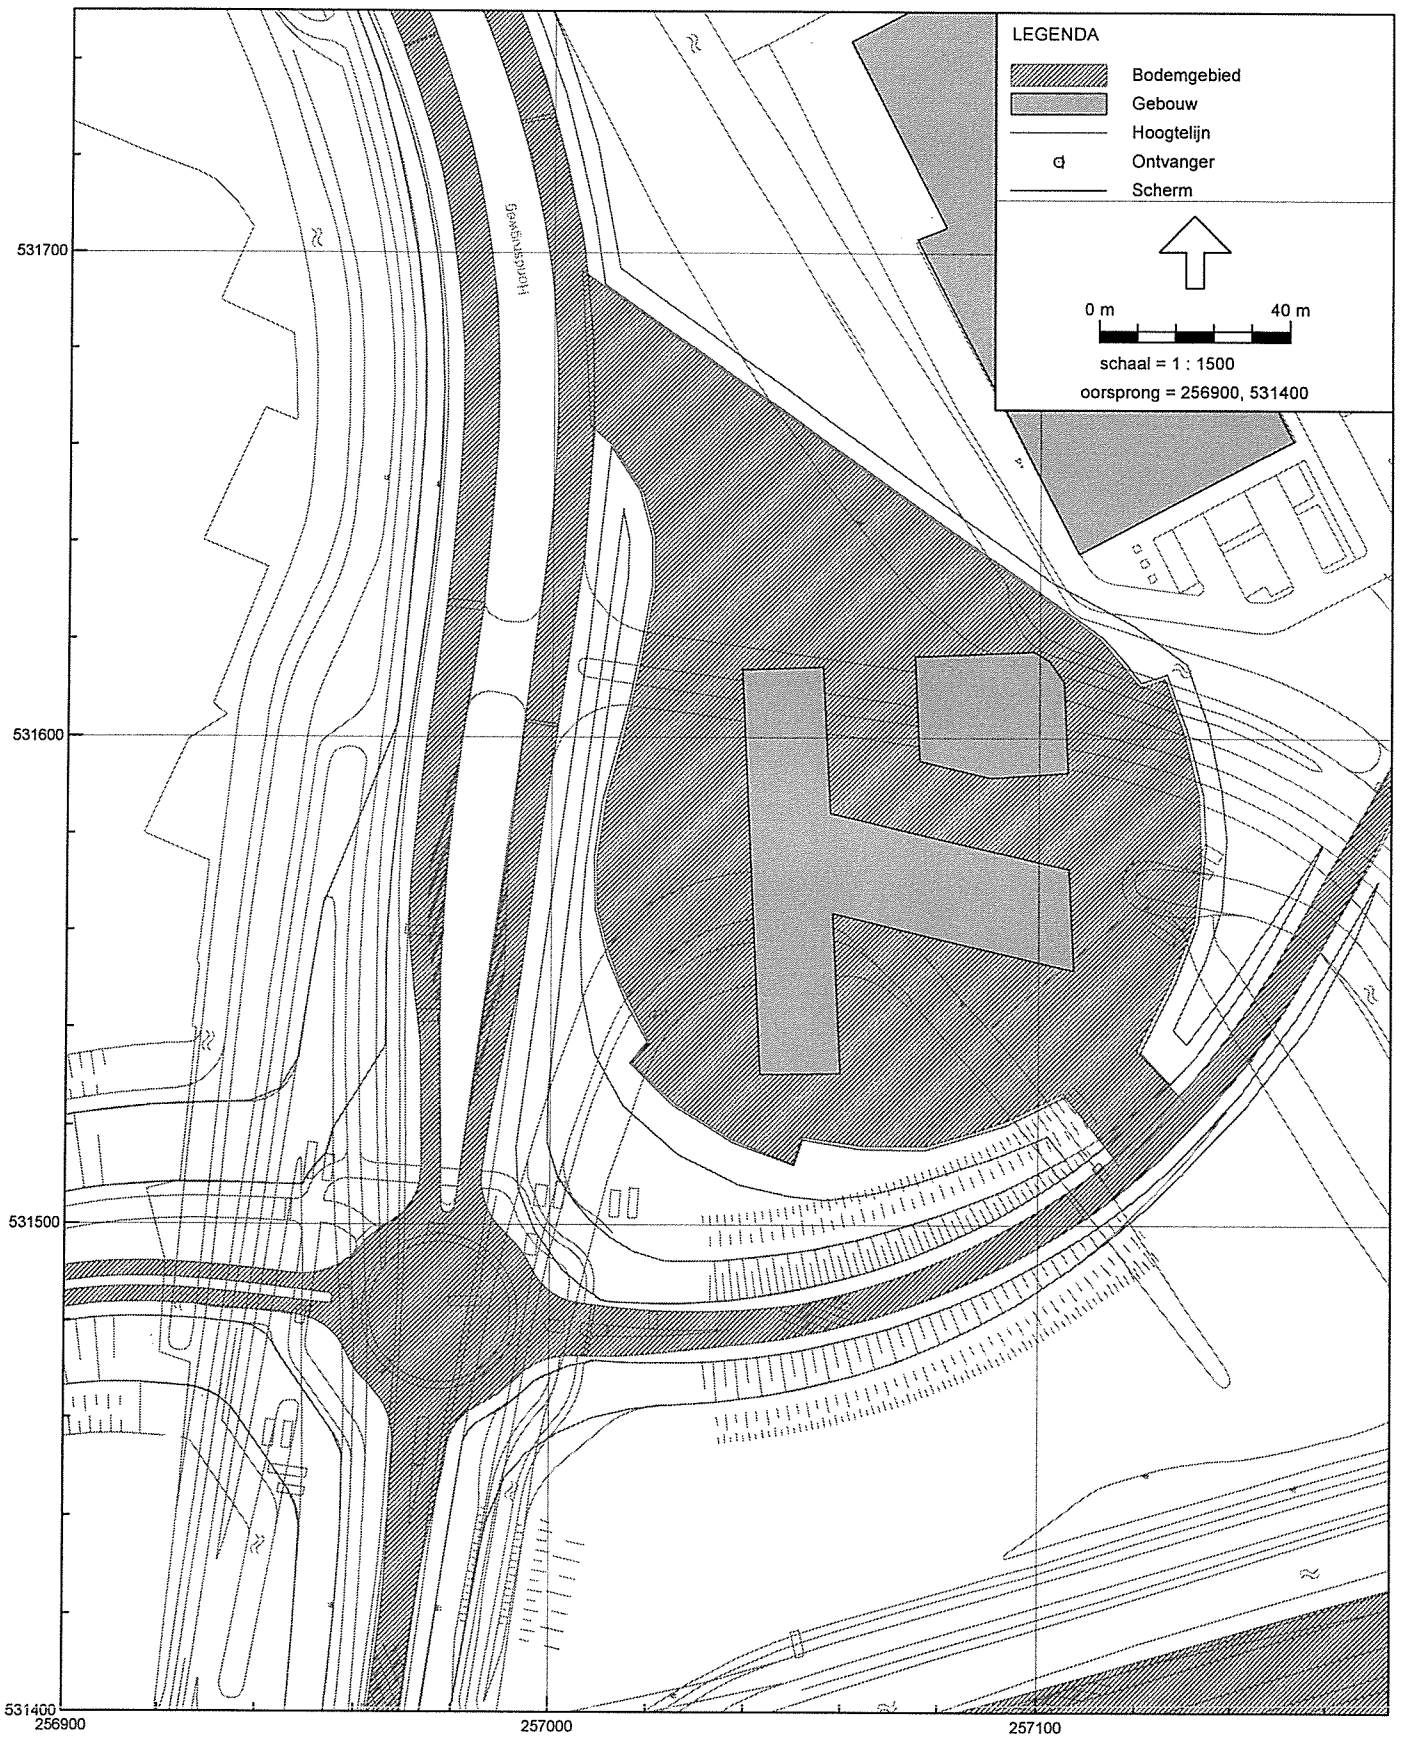 LEGENDA
Bodemgebied
Gebouw
Hoogtelijn
Ontvanger
Scherm
0 m 40 m
schaal = 1 : 1500
oorsprong = 256900, 531400
Hondsrugweg
531700
531600
531500
531400
256900 257000 257100